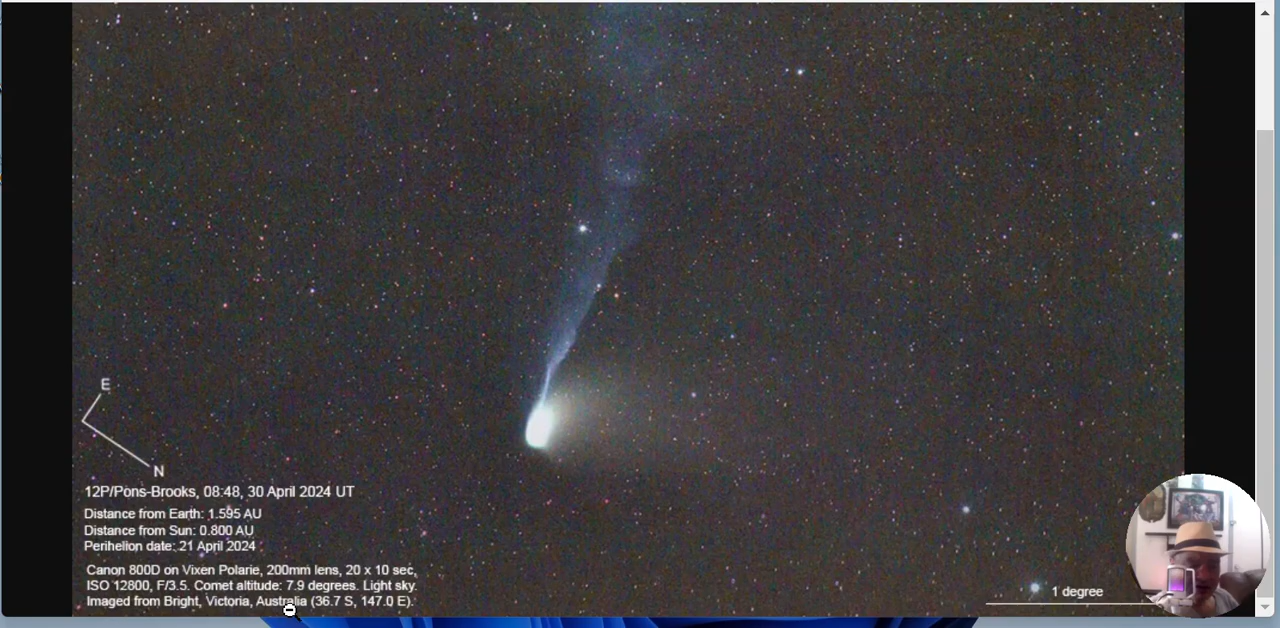 E
N
12P/Pons-Brooks, 08:48, 30 April 2024 UT
Distance from Earth: 1.595 AU
Distance from Sun: 0.800 AU
Perihelion date: 21 April 2024
Canon 800D on Vixen Polarie, 200mm lens, 20 x 10 sec,
ISO 12800, F/3.5. Comet altitude: 7.9 degrees. Light sky.
Imaged from Bright, Victoria, Australia (36.7 S, 147.0 E).
1 degree